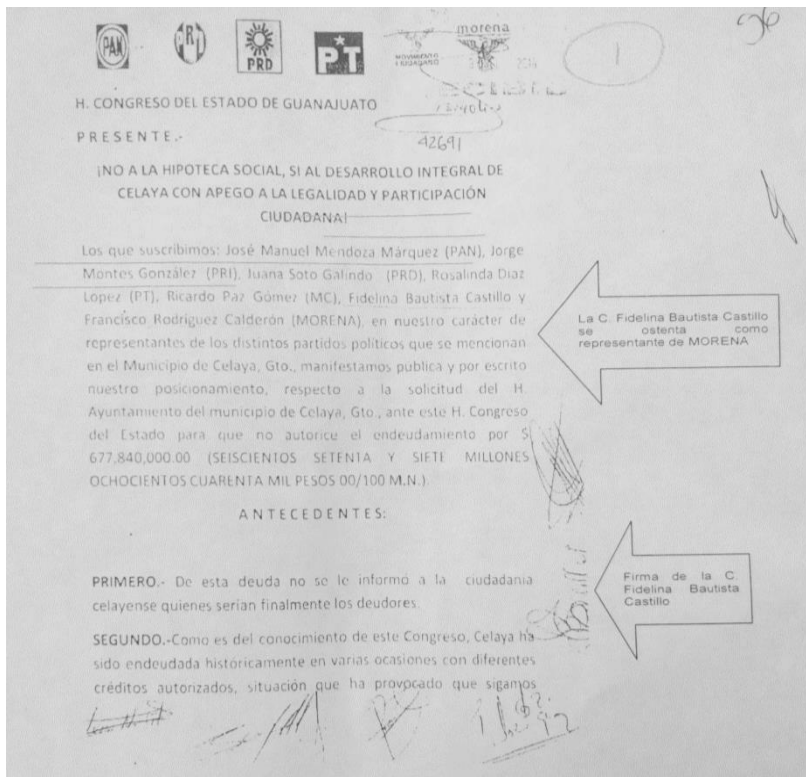 PAN
PRI
PRD
PT
MOVIMIENTO CIUDADANO
morena
1
H. CONGRESO DEL ESTADO DE GUANAJUATO
P R E S E N T E.-
42691
¡NO A LA HIPOTECA SOCIAL, SI AL DESARROLLO INTEGRAL DE
CELAYA CON APEGO A LA LEGALIDAD Y PARTICIPACIÓN
CIUDADANA!
Los que suscribimos: José Manuel Mendoza Márquez (PAN), Jorge
Montes González (PRI), Juana Soto Galindo (PRD), Rosalinda Diaz
Lopez (PT), Ricardo Paz Gómez (MC), Fidelina Bautista Castillo y
Francisco Rodríguez Calderón (MORENA), en nuestro carácter de
representantes de los distintos partidos políticos que se mencionan
en el Municipio de Celaya, Gto., manifestamos publica y por escrito
nuestro posicionamiento, respecto a la solicitud del H.
Ayuntamiento del municipio de Celaya, Gto., ante este H. Congreso
del Estado para que no autorice el endeudamiento por $
677,840,000.00 (SEISCIENTOS SETENTA Y SIETE MILLONES
OCHOCIENTOS CUARENTA MIL PESOS 00/100 M.N.)
La C. Fidelina Bautista Castillo
se ostenta como
representante de MORENA
A N T E C E D E N T E S:
PRIMERO.- De esta deuda no se le informó a la ciudadanía
celayense quienes serían finalmente los deudores.
Firma de la C.
Fidelina Bautista
Castillo
SEGUNDO.-Como es del conocimiento de este Congreso, Celaya ha
sido endeudada históricamente en varias ocasiones con diferentes
créditos autorizados, situación que ha provocado que sigamos